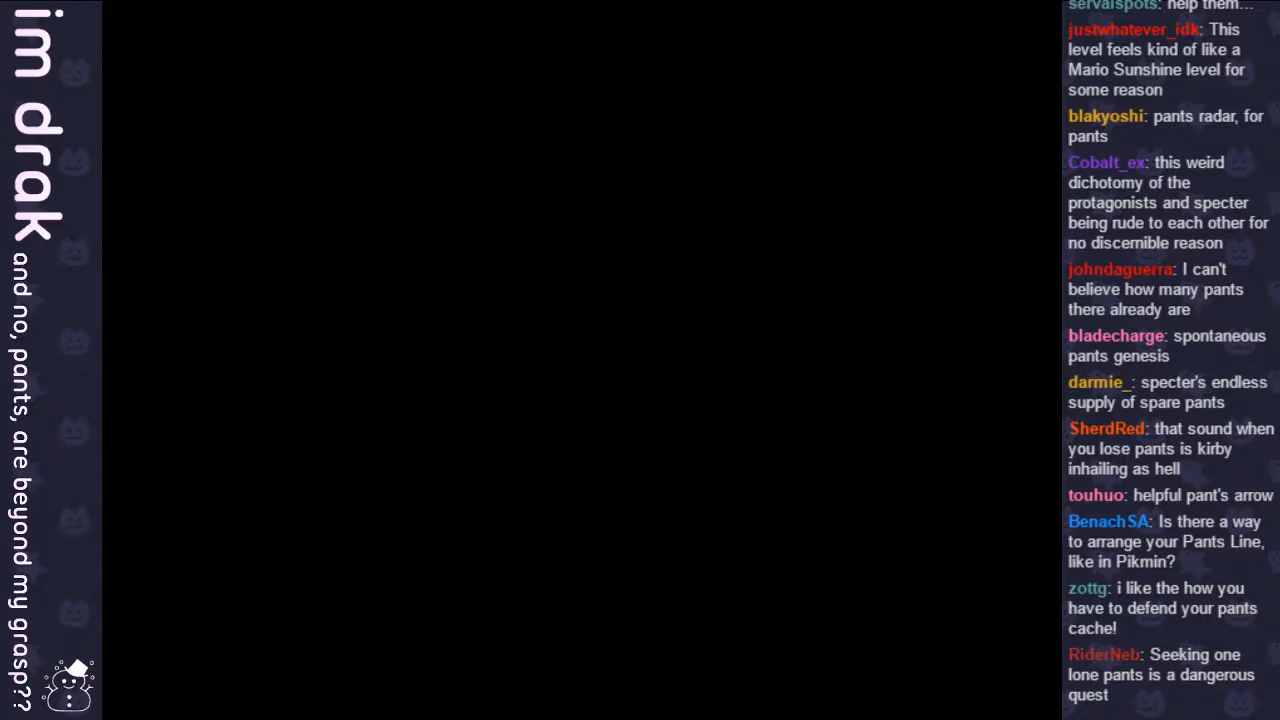 im drak and no, pants, are beyond my grasp??
servalspots: help them...
justwhatever_idk: This
level feels kind of like a
Mario Sunshine level for
some reason
blakyoshi: pants radar, for
pants
Cobalt_ex: this weird
dichotomy of the
protagonists and specter
being rude to each other for
no discernible reason
johndaguerra: I can't
believe how many pants
there already are
bladecharge: spontaneous
pants genesis
darmie_: specter's endless
supply of spare pants
SherdRed: that sound when
you lose pants is kirby
inhailing as hell
touhuo: helpful pant's arrow
BenachSA: Is there a way
to arrange your Pants Line,
like in Pikmin?
zottg: i like the how you
have to defend your pants
cache!
RiderNeb: Seeking one
lone pants is a dangerous
quest